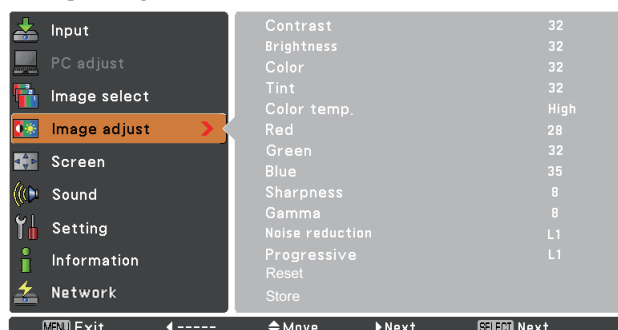 Input
PC adjust
Image select
Image adjust
Screen
Sound
Setting
Information
Network
Contrast 32
Brightness 32
Color 32
Tint 32
Color temp. High
Red 28
Green 32
Blue 35
Sharpness 8
Gamma 8
Noise reduction L1
Progressive L1
Reset
Store
MENU Exit ◀ ----- Move ▶ Next SELECT Next